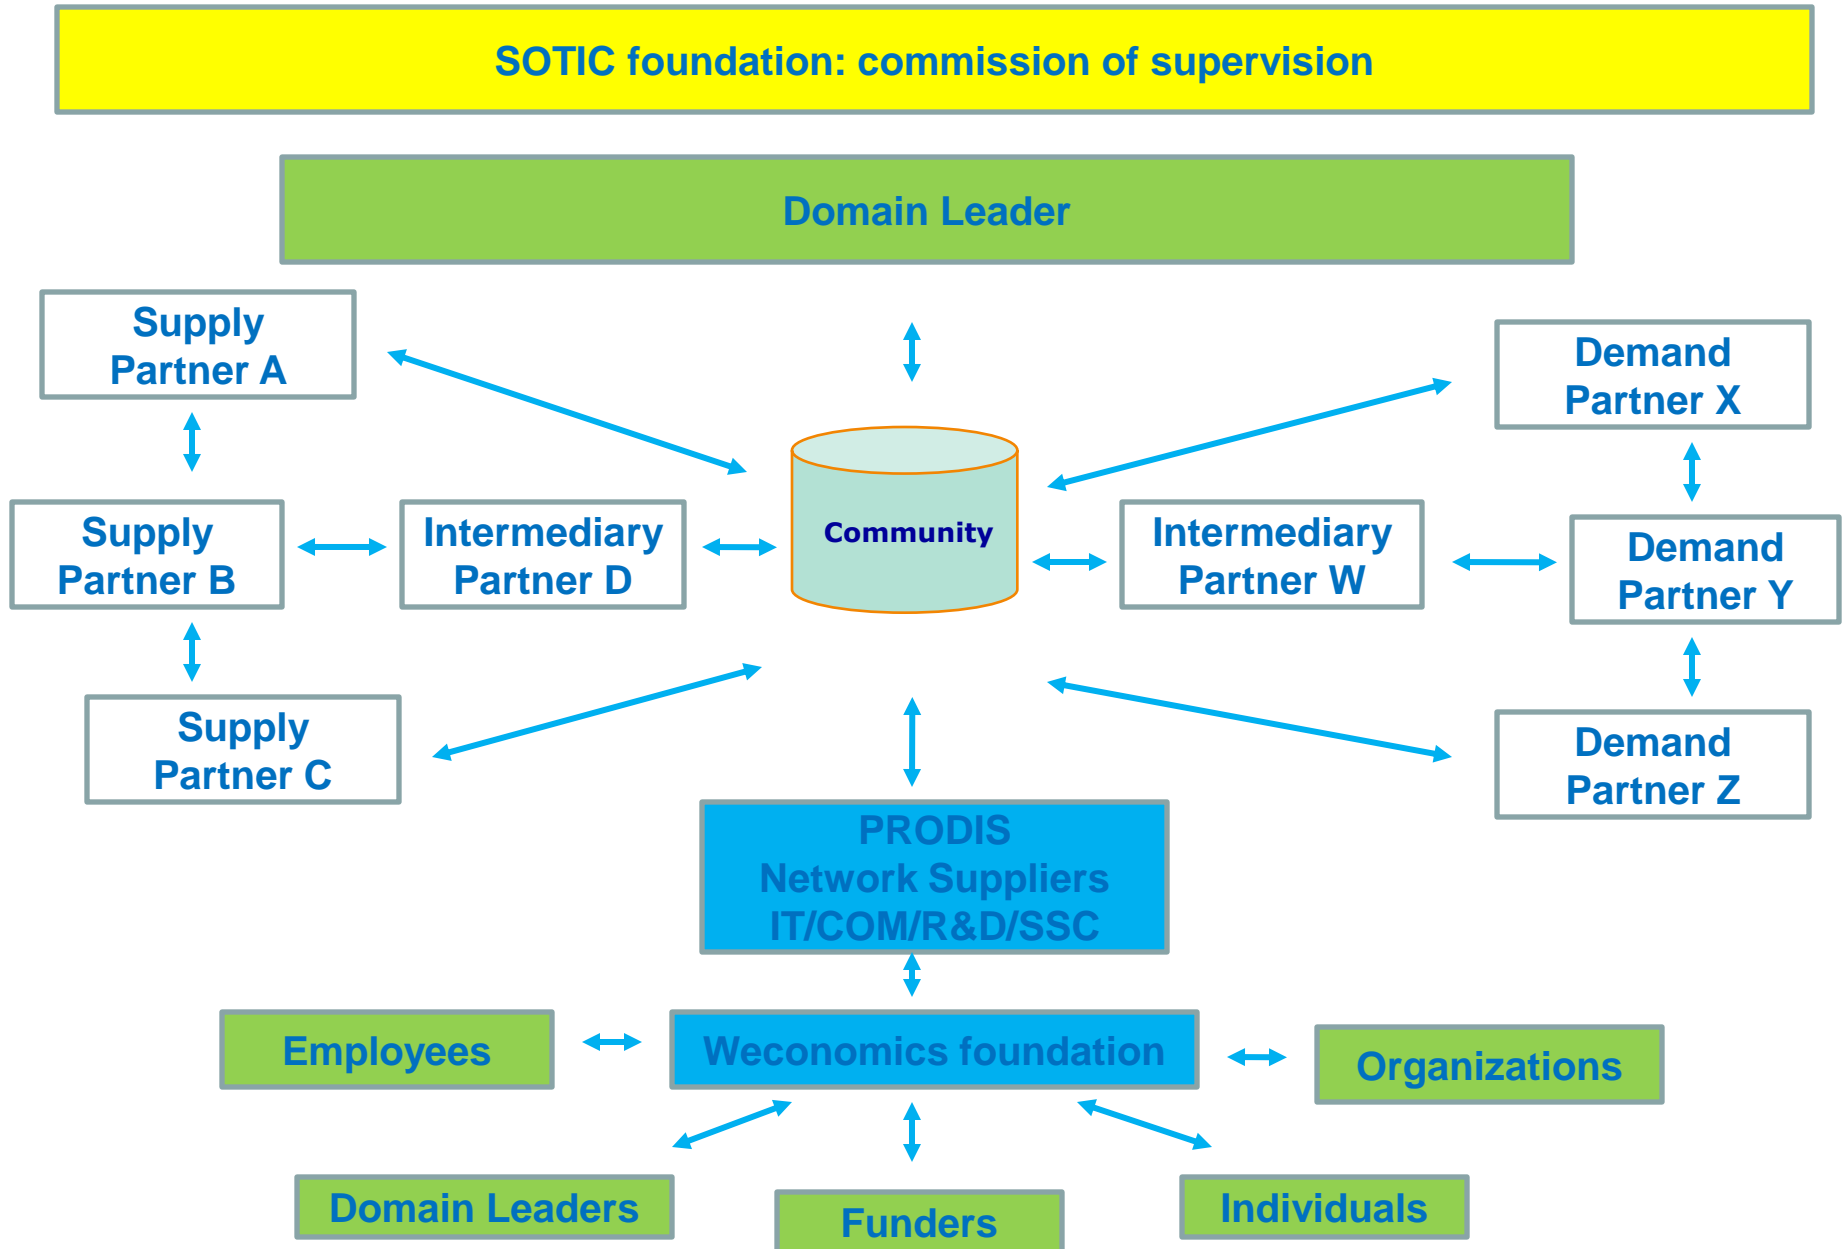 SOTIC foundation: commission of supervision
Domain Leader
Supply
Partner A
Demand
Partner X
Supply
Partner B
Intermediary
Partner D
Community
Intermediary
Partner W
Demand
Partner Y
Supply
Partner C
Demand
Partner Z
PRODIS
Network Suppliers
IT/COM/R&D/SSC
Employees
Weconomics foundation
Organizations
Domain Leaders
Funders
Individuals